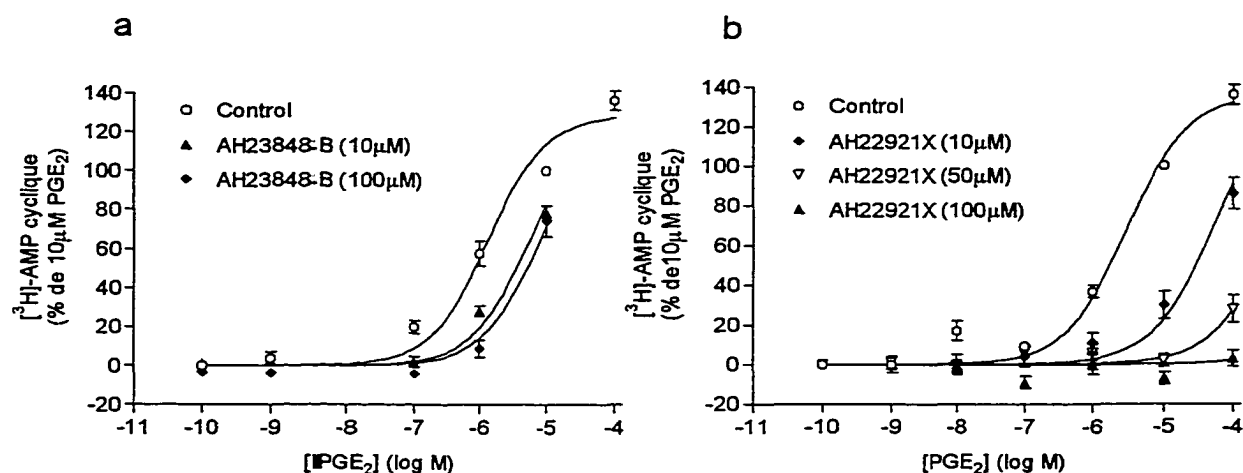 a
[³H]-AMP cyclique
(% de 10µM PGE₂)
140
120
100
80
60
40
20
0
-20
Control
AH23848-B (10µM)
AH23848-B (100µM)
-10
-9
-8
-7
-6
-5
-4
[PGE₂] (log M)
b
[³H]-AMP cyclique
(% de10µM PGE₂)
140
120
100
80
60
40
20
0
-20
Control
AH22921X (10µM)
AH22921X (50µM)
AH22921X (100µM)
-10
-9
-8
-7
-6
-5
-4
[PGE₂] (log M)